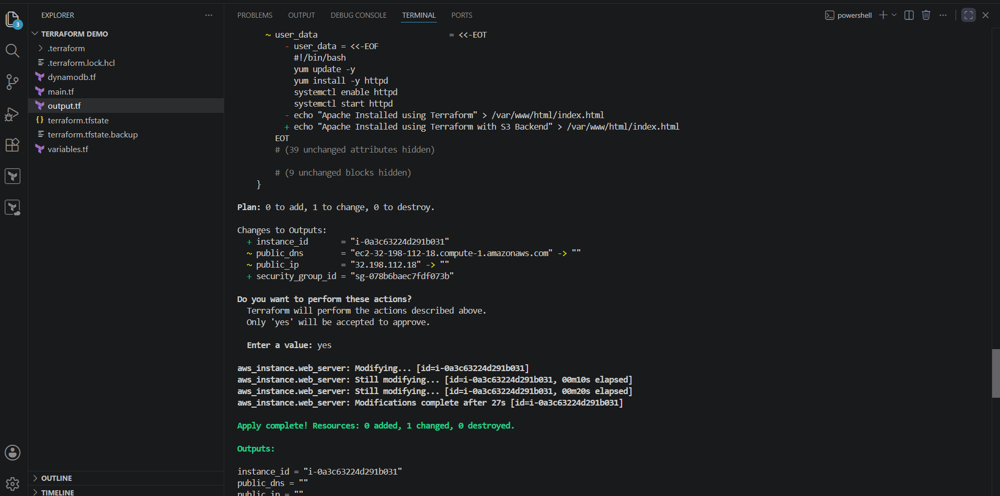 EXPLORER
TERRAFORM DEMO
.terraform
.terraform.lock.hcl
dynamodb.tf
main.tf
output.tf
terraform.tfstate
terraform.tfstate.backup
variables.tf
OUTLINE
TIMELINE
3
PROBLEMS OUTPUT DEBUG CONSOLE TERMINAL PORTS
powershell
~ user_data = <<-EOT
- user_data = <<-EOF
#!/bin/bash
yum update -y
yum install -y httpd
systemctl enable httpd
systemctl start httpd
- echo "Apache Installed using Terraform" > /var/www/html/index.html
+ echo "Apache Installed using Terraform with S3 Backend" > /var/www/html/index.html
EOT
# (39 unchanged attributes hidden)
# (9 unchanged blocks hidden)
}
Plan: 0 to add, 1 to change, 0 to destroy.
Changes to Outputs:
+ instance_id = "i-0a3c63224d291b031"
~ public_dns = "ec2-32-198-112-18.compute-1.amazonaws.com" -> ""
~ public_ip = "32.198.112.18" -> ""
+ security_group_id = "sg-078b6baec7fdf073b"
Do you want to perform these actions?
Terraform will perform the actions described above.
Only 'yes' will be accepted to approve.
Enter a value: yes
aws_instance.web_server: Modifying... [id=i-0a3c63224d291b031]
aws_instance.web_server: Still modifying... [id=i-0a3c63224d291b031, 00m10s elapsed]
aws_instance.web_server: Still modifying... [id=i-0a3c63224d291b031, 00m20s elapsed]
aws_instance.web_server: Modifications complete after 27s [id=i-0a3c63224d291b031]
Apply complete! Resources: 0 added, 1 changed, 0 destroyed.
Outputs:
instance_id = "i-0a3c63224d291b031"
public_dns = ""
public_ip = ""